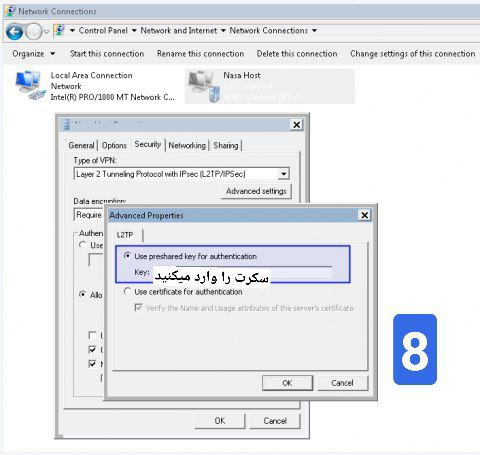 Network Connections
Control Panel ▸ Network and Internet ▸ Network Connections ▸
Organize ▾ Start this connection Rename this connection Delete this connection Change settings of this connection
Local Area Connection
Network
Intel(R) PRO/1000 MT Network C...
Nasa Host
Disconnected
General Options Security Networking Sharing
Type of VPN:
Layer 2 Tunneling Protocol with IPsec (L2TP/IPSec)
Advanced settings
Data encryption:
Require
Authen
Use
Allo
Advanced Properties
L2TP
Use preshared key for authentication
Key: سکرت را وارد میکنید
Use certificate for authentication
Verify the Name and Usage attributes of the server's certificate
OK Cancel
OK Cancel
8